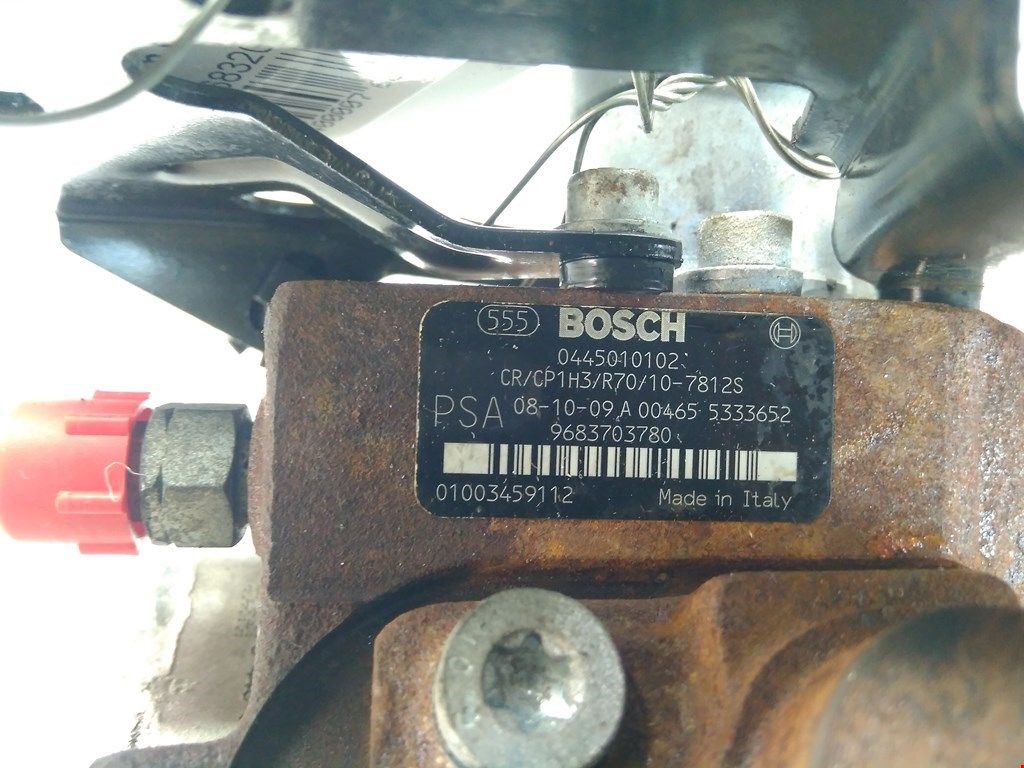 555 BOSCH
0445010102
CR/CP1H3/R70/10-7812S
PSA 08-10-09 A 00465 5333652
9683703780
01003459112 Made in Italy